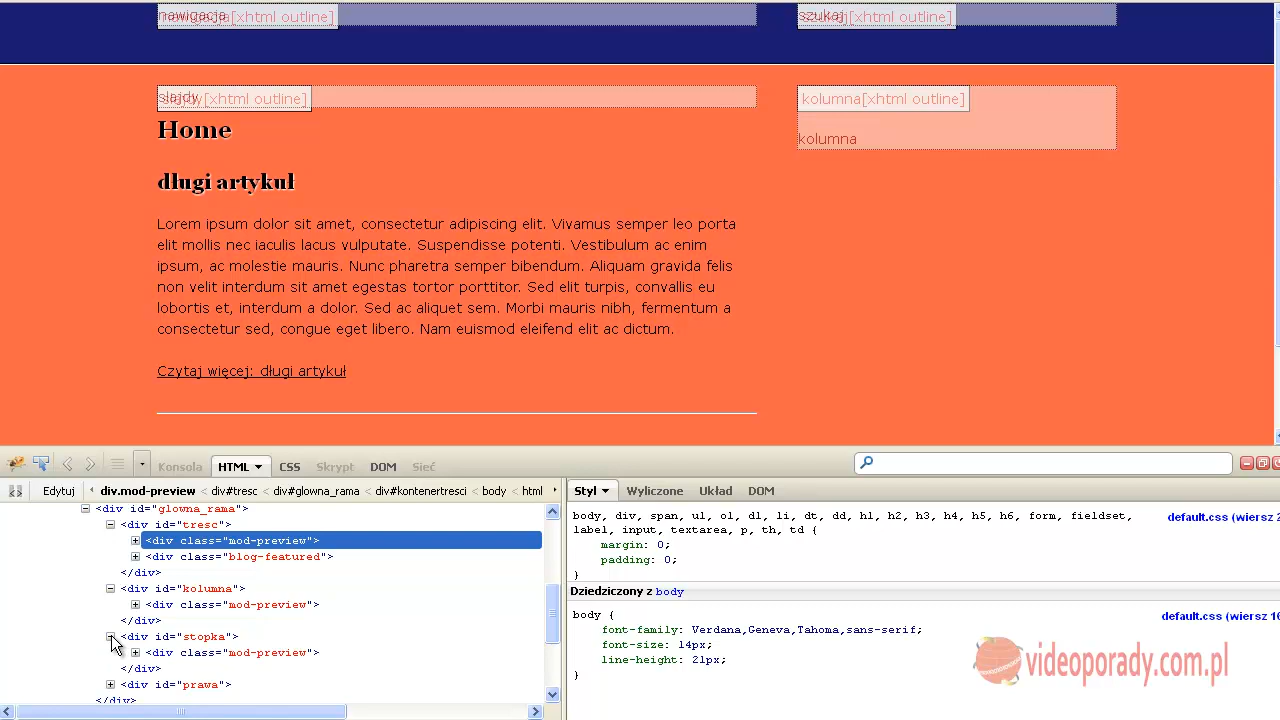 nawigacja[xhtml outline]
nawigacja
szukaj[xhtml outline]
szukaj
slajdy[xhtml outline]
slajdy
kolumna[xhtml outline]
kolumna
Home
długi artykuł
Lorem ipsum dolor sit amet, consectetur adipiscing elit. Vivamus semper leo porta
elit mollis nec iaculis lacus vulputate. Suspendisse potenti. Vestibulum ac enim
ipsum, ac molestie mauris. Nunc pharetra semper bibendum. Aliquam gravida felis
non velit interdum sit amet egestas tortor porttitor. Sed elit turpis, convallis eu
lobortis et, interdum a dolor. Sed ac aliquet sem. Morbi mauris nibh, fermentum a
consectetur sed, congue eget libero. Nam euismod eleifend elit ac dictum.
Czytaj więcej: długi artykuł
Konsola HTML CSS Skrypt DOM Sieć
Edytuj div.mod-preview < div#tresc < div#glowna_rama < div#kontenertresci < body < html
<div id="glowna_rama">
<div id="tresc">
<div class="mod-preview">
<div class="blog-featured">
</div>
<div id="kolumna">
<div class="mod-preview">
</div>
<div id="stopka">
<div class="mod-preview">
</div>
<div id="prawa">
</div>
Styl Wyliczone Układ DOM
body, div, span, ul, ol, dl, li, dt, dd, h1, h2, h3, h4, h5, h6, form, fieldset,
label, input, textarea, p, th, td {
margin: 0;
padding: 0;
}
default.css (wiersz
Dziedziczony z body
body {
font-family: Verdana,Geneva,Tahoma,sans-serif;
font-size: 14px;
line-height: 21px;
}
default.css (wiersz
videoporady.com.pl